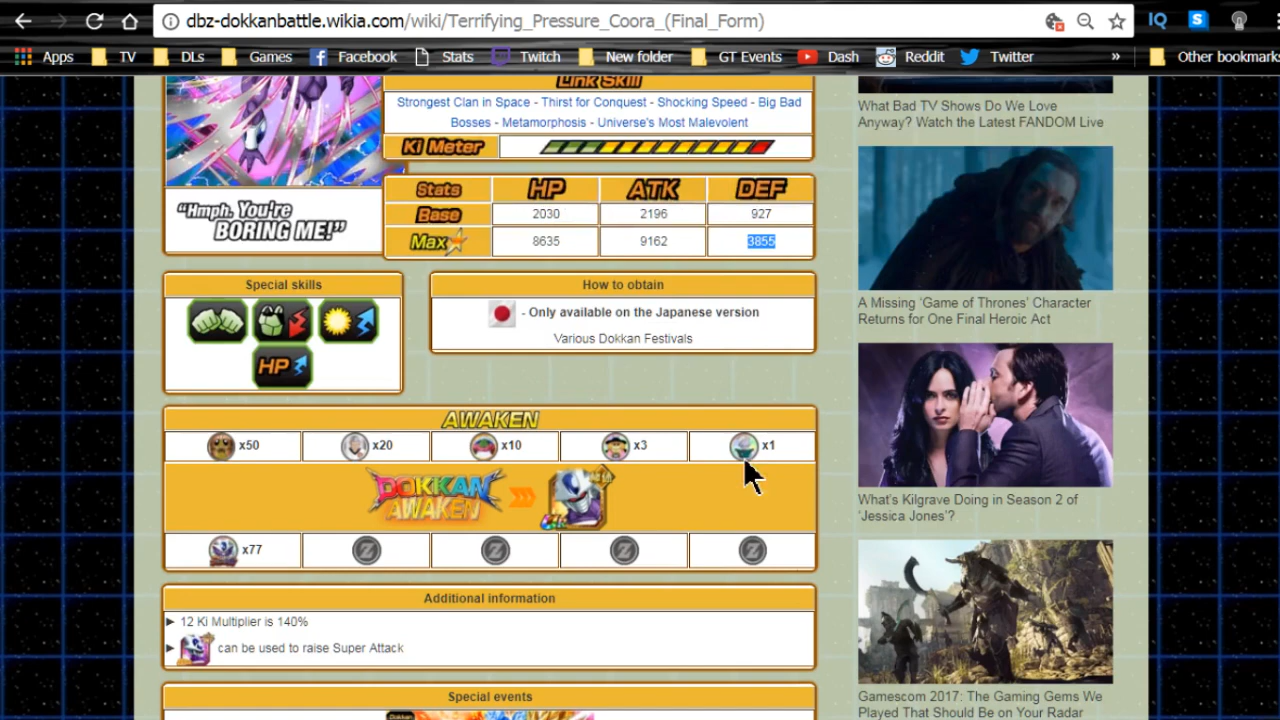 dbz-dokkanbattle.wikia.com/wiki/Terrifying_Pressure_Coora_(Final_Form)
IQ
S
Apps
TV
DLs
Games
Facebook
Stats
Twitch
New folder
GT Events
Dash
Reddit
Twitter
»
Other bookmarks
Link Skill
Strongest Clan in Space - Thirst for Conquest - Shocking Speed - Big Bad
Bosses - Metamorphosis - Universe's Most Malevolent
Ki Meter
Stats HP ATK DEF
Base 2030 2196 927
Max 8635 9162 3855
"Hmph. You're
BORING ME!"
Special skills
HP
How to obtain
- Only available on the Japanese version
Various Dokkan Festivals
AWAKEN
x50 x20 x10 x3 x1
DOKKAN
AWAKEN
x77 Z Z Z Z
Additional information
► 12 Ki Multiplier is 140%
► can be used to raise Super Attack
Special events
Dokkan
What Bad TV Shows Do We Love
Anyway? Watch the Latest FANDOM Live
A Missing 'Game of Thrones' Character
Returns for One Final Heroic Act
What's Kilgrave Doing in Season 2 of
'Jessica Jones'?
Gamescom 2017: The Gaming Gems We
Played That Should Be on Your Radar